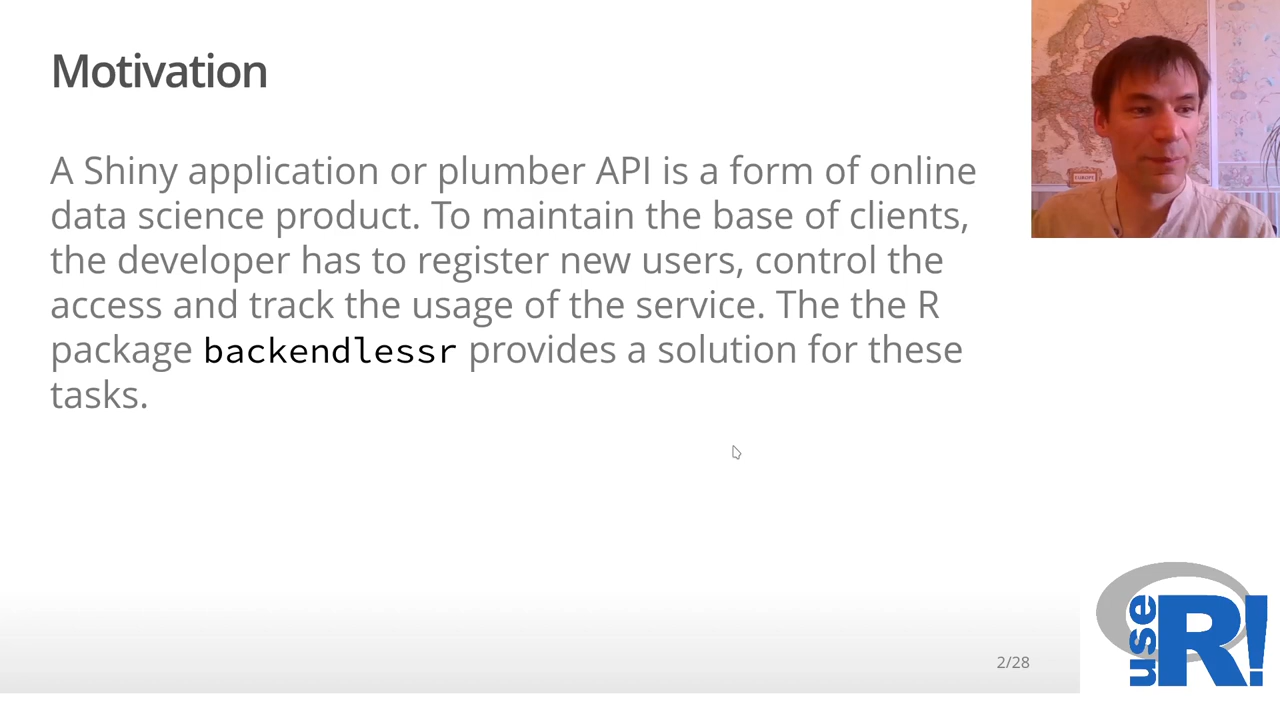 Motivation
A Shiny application or plumber API is a form of online
data science product. To maintain the base of clients,
the developer has to register new users, control the
access and track the usage of the service. The the R
package backendlessr provides a solution for these
tasks.
EUROPE
2/28
use
R!